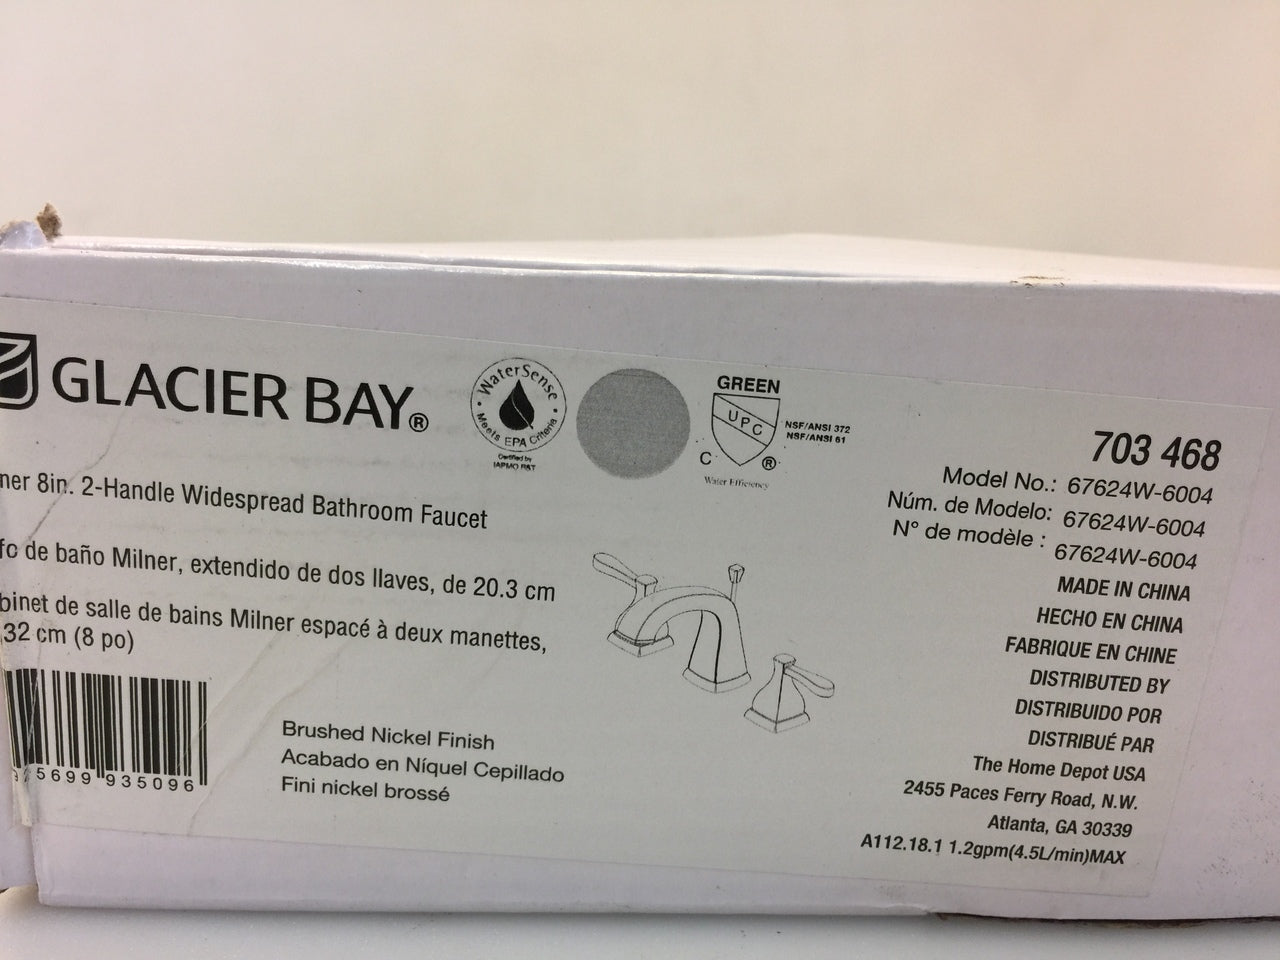 GLACIER BAY®
WaterSense
Meets EPA Criteria
Certified by
IAPMO R&T
GREEN
UPC
C ®
NSF/ANSI 372
NSF/ANSI 61
Water Efficiency
703 468
Model No.: 67624W-6004
Núm. de Modelo: 67624W-6004
N° de modèle : 67624W-6004
MADE IN CHINA
HECHO EN CHINA
FABRIQUE EN CHINE
DISTRIBUTED BY
DISTRIBUIDO POR
DISTRIBUÉ PAR
The Home Depot USA
2455 Paces Ferry Road, N.W.
Atlanta, GA 30339
A112.18.1 1.2gpm(4.5L/min)MAX
ner 8in. 2-Handle Widespread Bathroom Faucet
fo de baño Milner, extendido de dos llaves, de 20.3 cm
binet de salle de bains Milner espacé à deux manettes,
32 cm (8 po)
5699 935096
Brushed Nickel Finish
Acabado en Níquel Cepillado
Fini nickel brossé